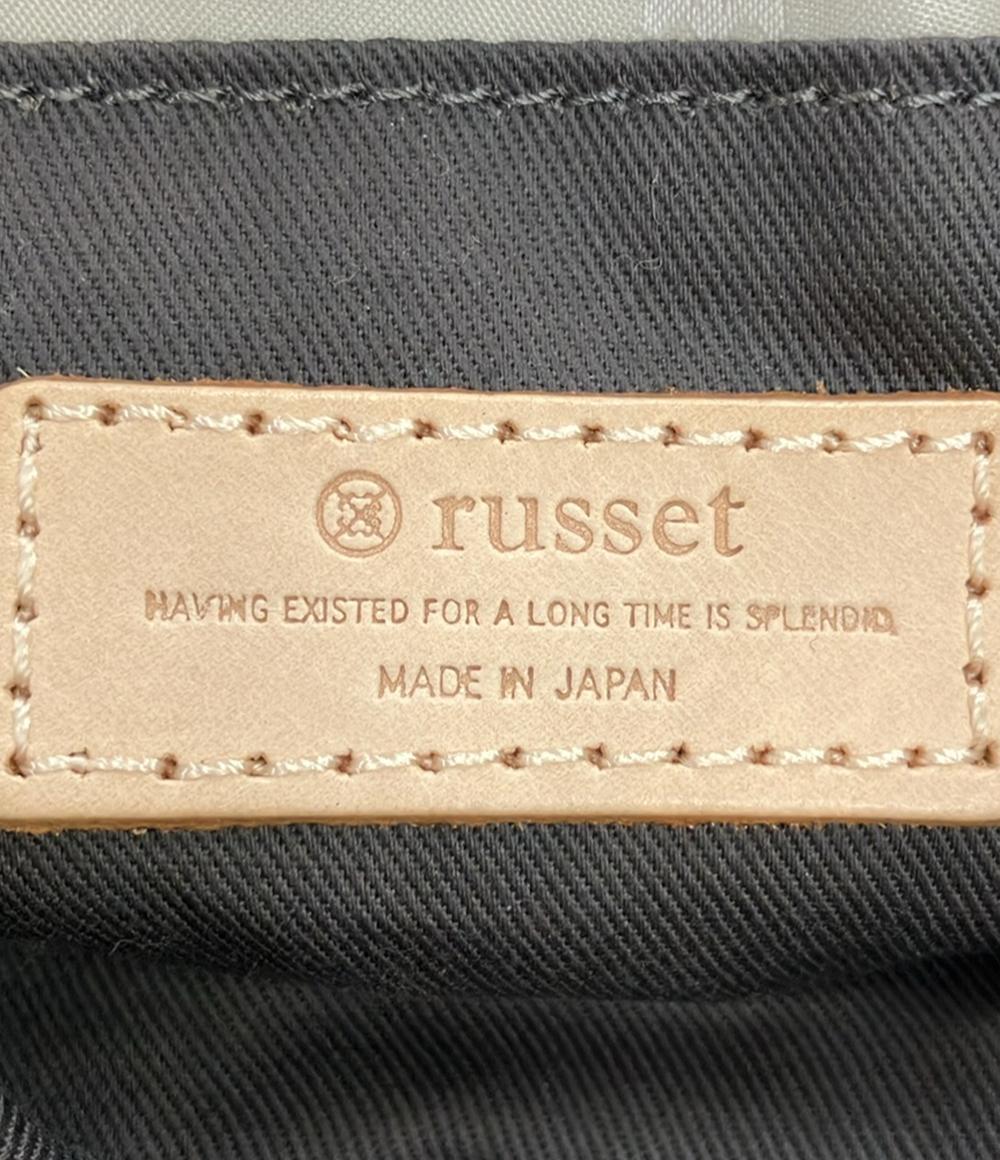 russet
HAVING EXISTED FOR A LONG TIME IS SPLENDID.
MADE IN JAPAN